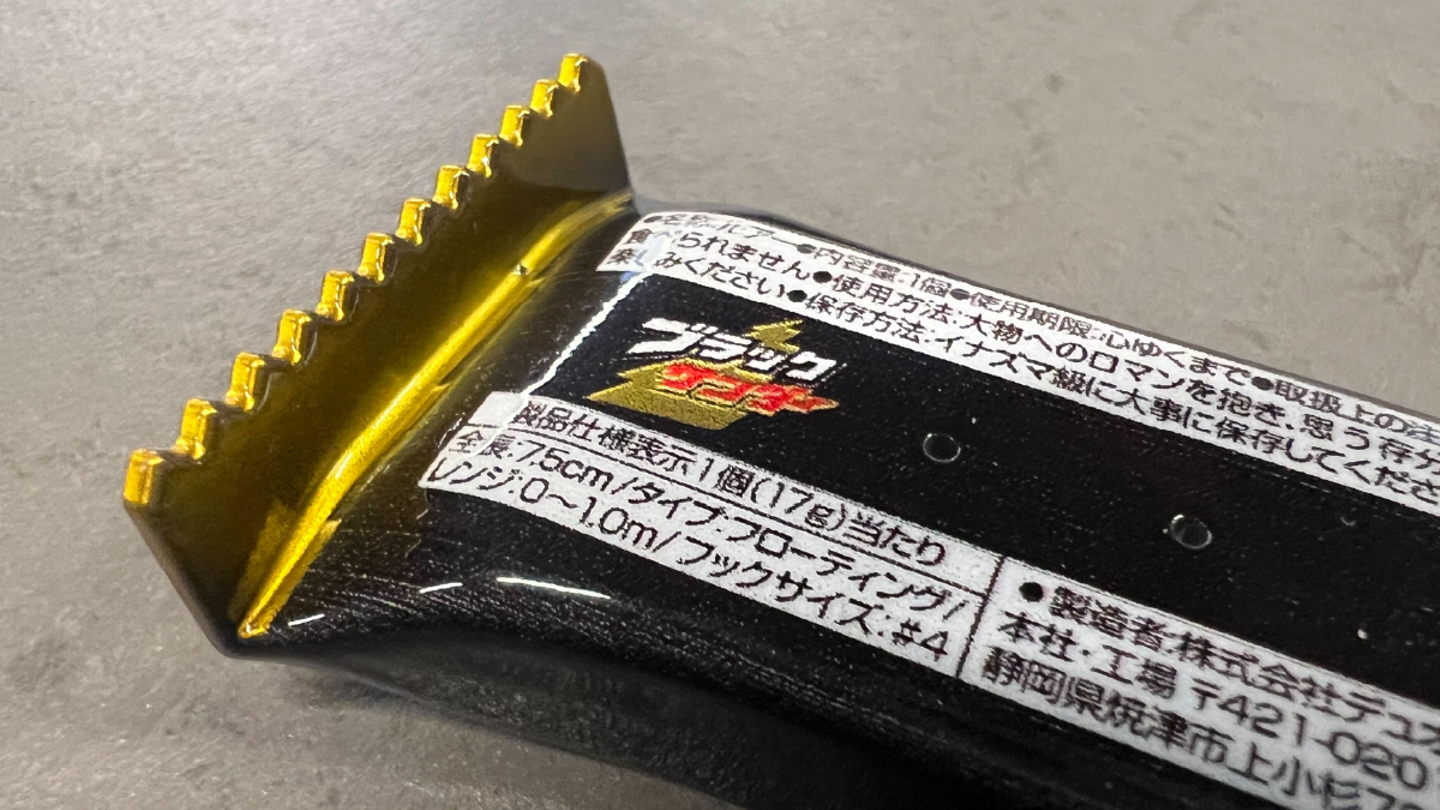 ●名称:ルアー●内容量:1個●使用期限:心ゆくまで●取扱上の注
食べられません●使用方法:大物へのロマンを抱き、思う存分
楽しみください●保存方法:イナズマ級に大事に保存してくださ
ブラック
サンダー
製品仕様表示1個(17g)当たり
全長:7.5cm/タイプ:フローティング/
レンジ:0~1.0m/フックサイズ:#4
●製造者:株式会社デュオ
本社・工場 〒421-020
静岡県焼津市上小杉